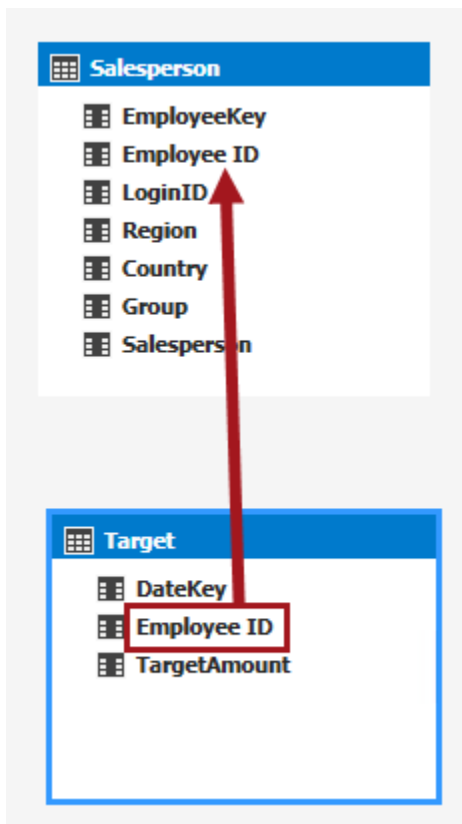 Salesperson
EmployeeKey
Employee ID
LoginID
Region
Country
Group
Salesperson
Target
DateKey
Employee ID
TargetAmount